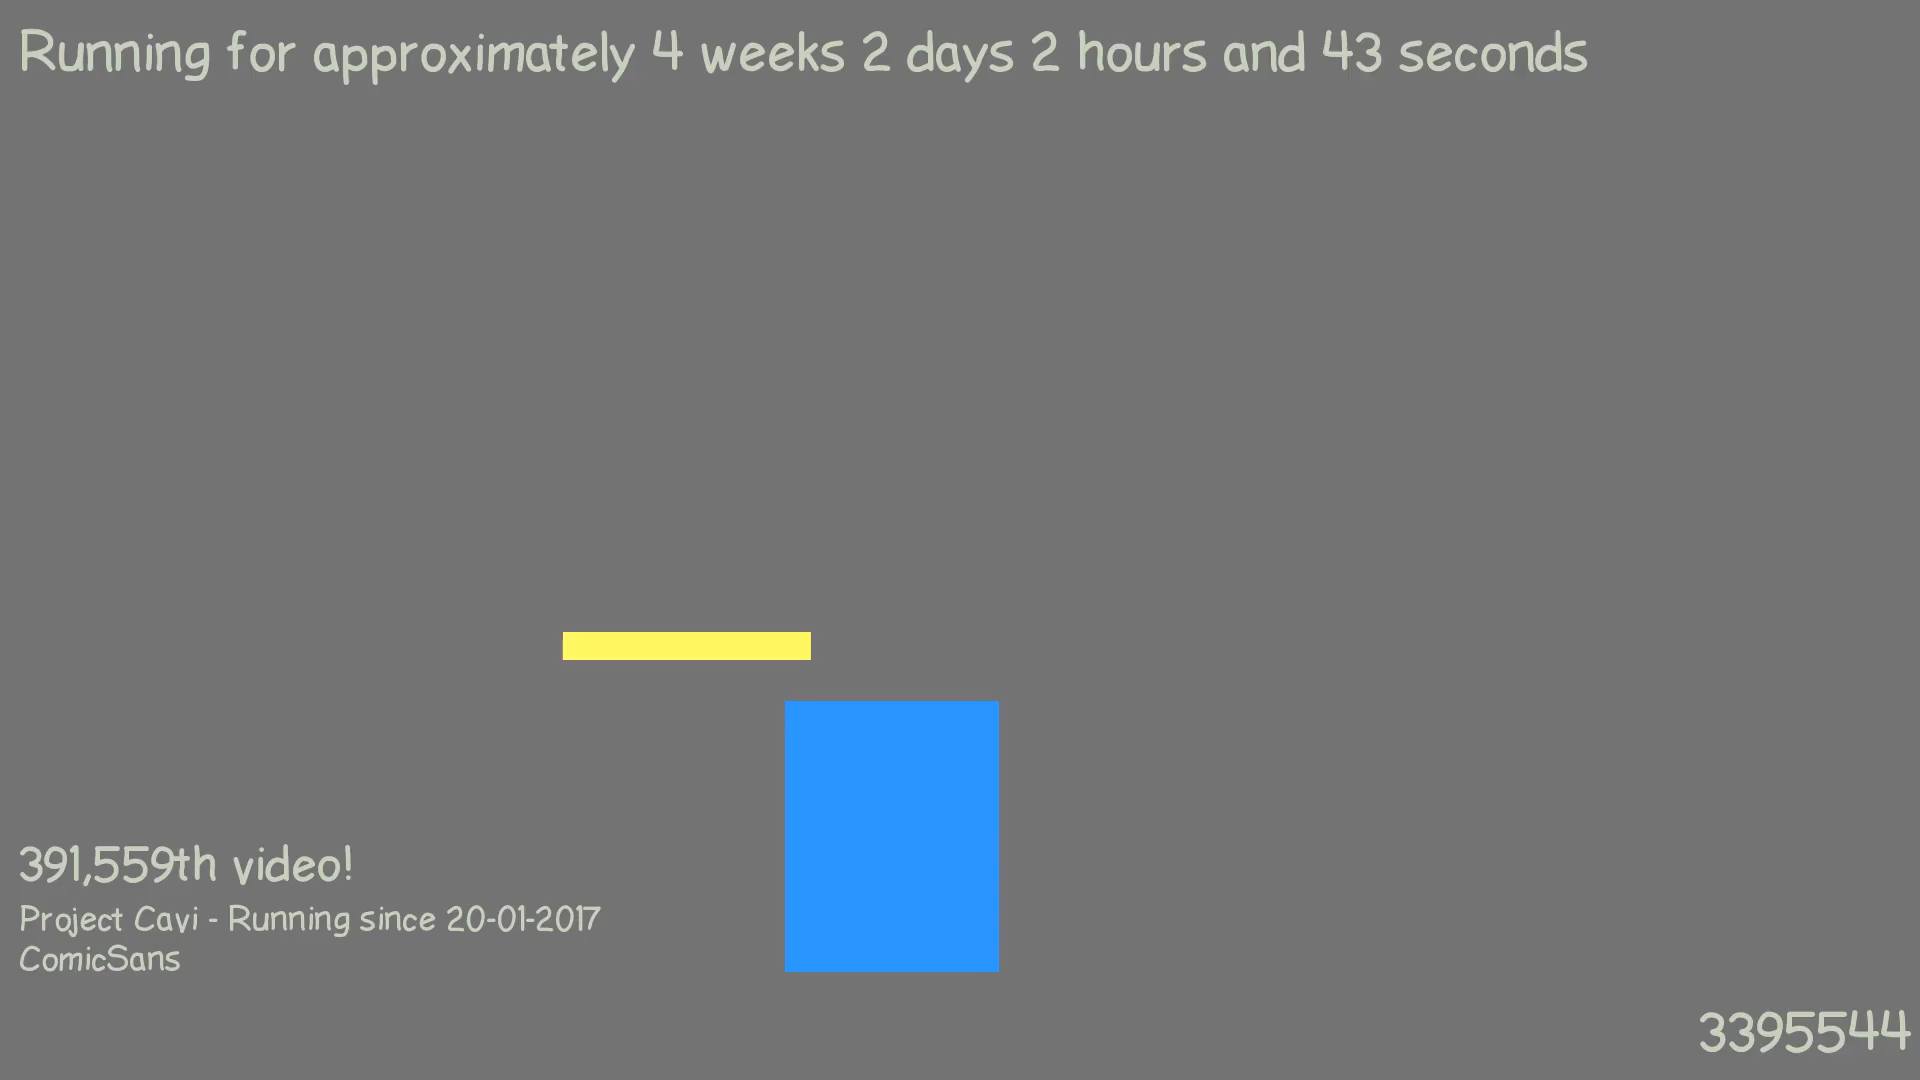 Running for approximately 4 weeks 2 days 2 hours and 43 seconds
391,559th video!
Project Cavi - Running since 20-01-2017
ComicSans
3395544